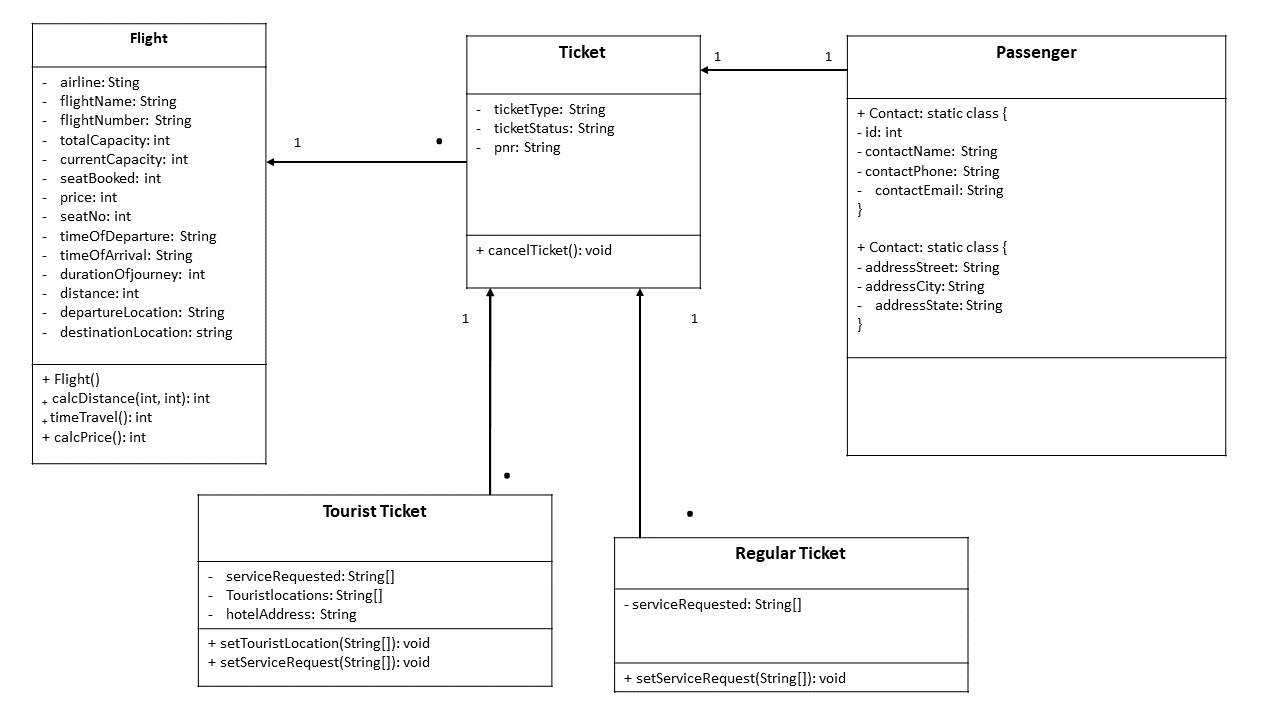 Flight
- airline: Sting
- flightName: String
- flightNumber: String
- totalCapacity: int
- currentCapacity: int
- seatBooked: int
- price: int
- seatNo: int
- timeOfDeparture: String
- timeOfArrival: String
- durationOfjourney: int
- distance: int
- departureLocation: String
- destinationLocation: string
+ Flight()
+ calcDistance(int, int): int
+ timeTravel(): int
+ calcPrice(): int
1
Ticket
- ticketType: String
- ticketStatus: String
- pnr: String
+ cancelTicket(): void
1 1
Passenger
+ Contact: static class {
- id: int
- contactName: String
- contactPhone: String
- contactEmail: String
}
+ Contact: static class {
- addressStreet: String
- addressCity: String
- addressState: String
}
1
1
Tourist Ticket
- serviceRequested: String[]
- Touristlocations: String[]
- hotelAddress: String
+ setTouristLocation(String[]): void
+ setServiceRequest(String[]): void
Regular Ticket
- serviceRequested: String[]
+ setServiceRequest(String[]): void